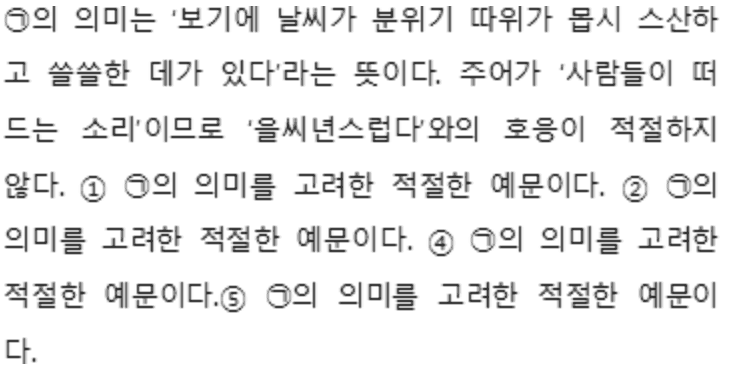 ㉠의 의미는 '보기에 날씨가 분위기 따위가 몹시 스산하
고 쓸쓸한 데가 있다'라는 뜻이다. 주어가 '사람들이 떠
드는 소리'이므로 '을씨년스럽다'와의 호응이 적절하지
않다. ① ㉠의 의미를 고려한 적절한 예문이다. ② ㉠의
의미를 고려한 적절한 예문이다. ④ ㉠의 의미를 고려한
적절한 예문이다.⑤ ㉠의 의미를 고려한 적절한 예문이
다.